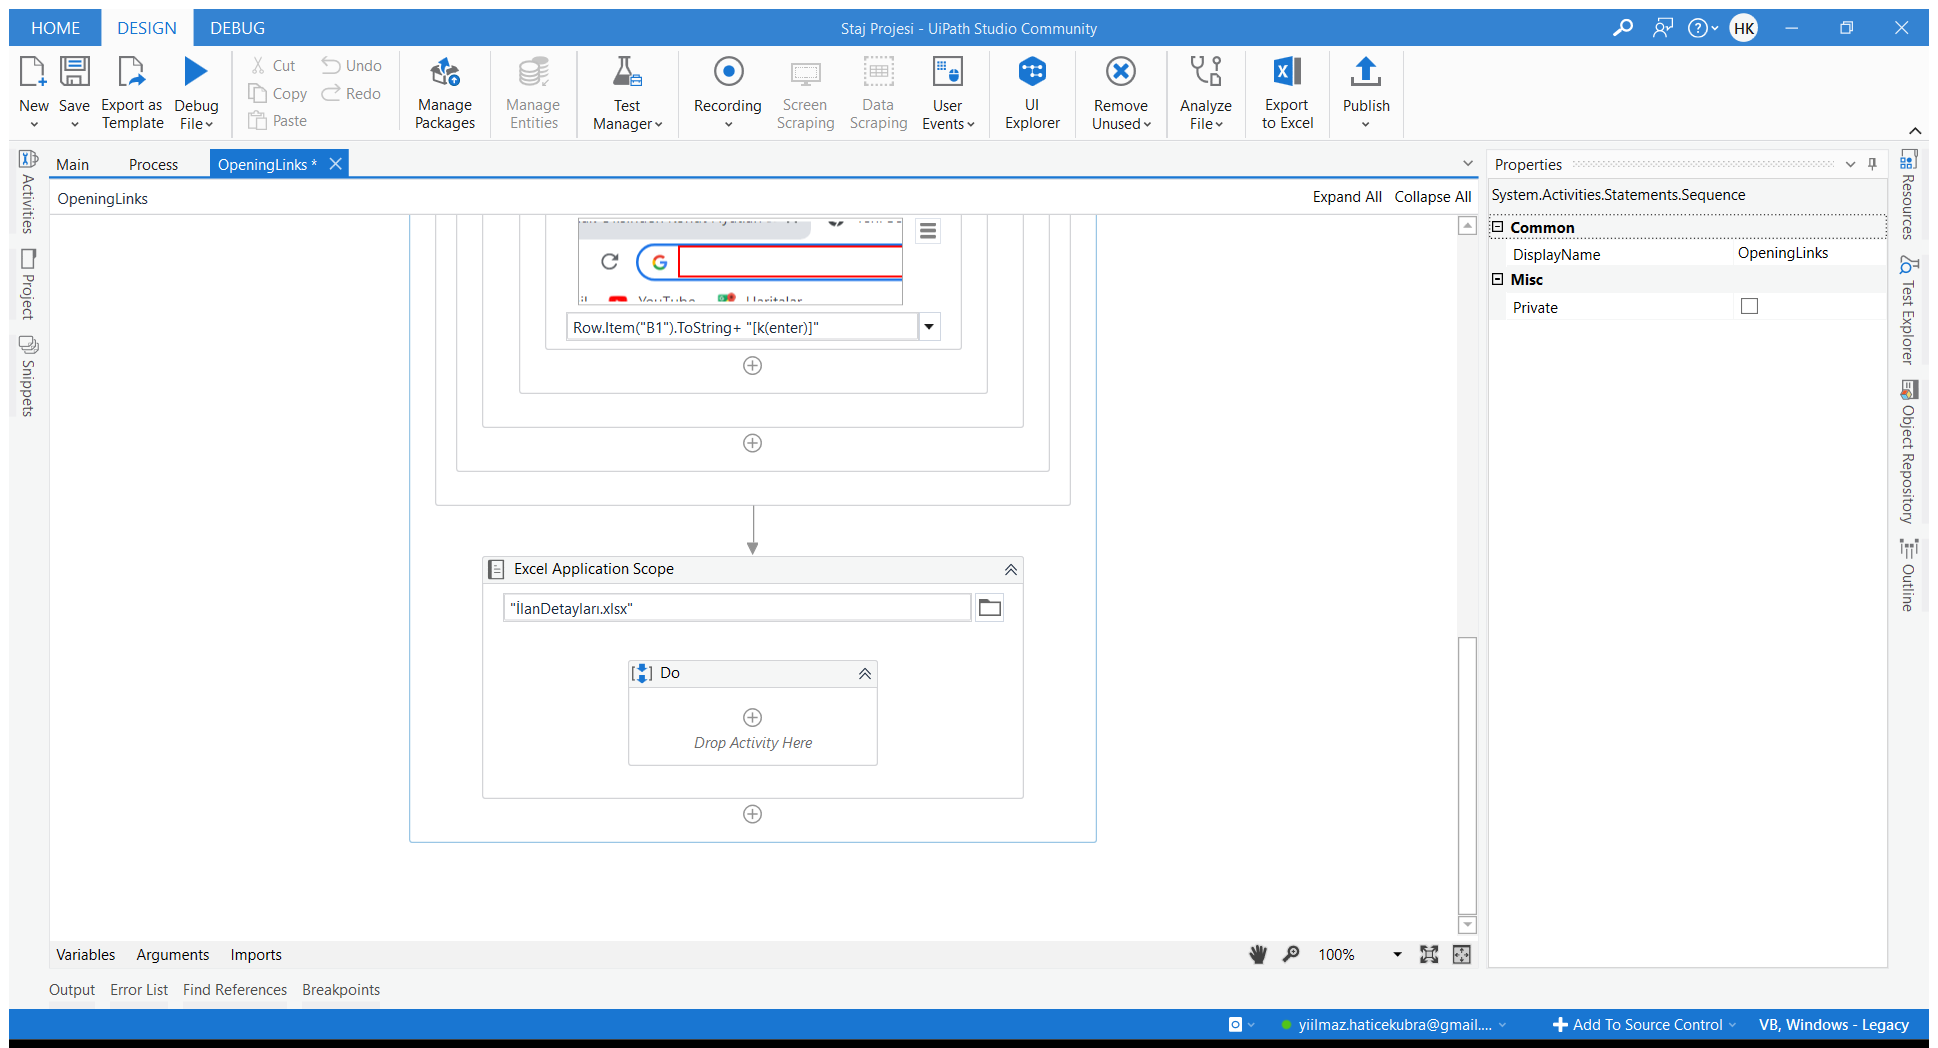 HOME DESIGN DEBUG Staj Projesi - UiPath Studio Community HK
New Save Export as Template Debug File
Cut Copy Paste Undo Redo
Manage Packages Manage Entities Test Manager Recording Screen Scraping Data Scraping User Events UI Explorer Remove Unused Analyze File Export to Excel Publish
Main Process OpeningLinks *
OpeningLinks Expand All Collapse All
Activities
Project
Snippets
YouTube Haritalar
Row.Item("B1").ToString+ "[k(enter)]"
Excel Application Scope
"İlanDetayları.xlsx"
Do
Drop Activity Here
Properties
System.Activities.Statements.Sequence
Common
DisplayName OpeningLinks
Misc
Private
Resources
Test Explorer
Object Repository
Outline
Variables Arguments Imports 100%
Output Error List Find References Breakpoints
yiilmaz.haticekubra@gmail.... Add To Source Control VB, Windows - Legacy